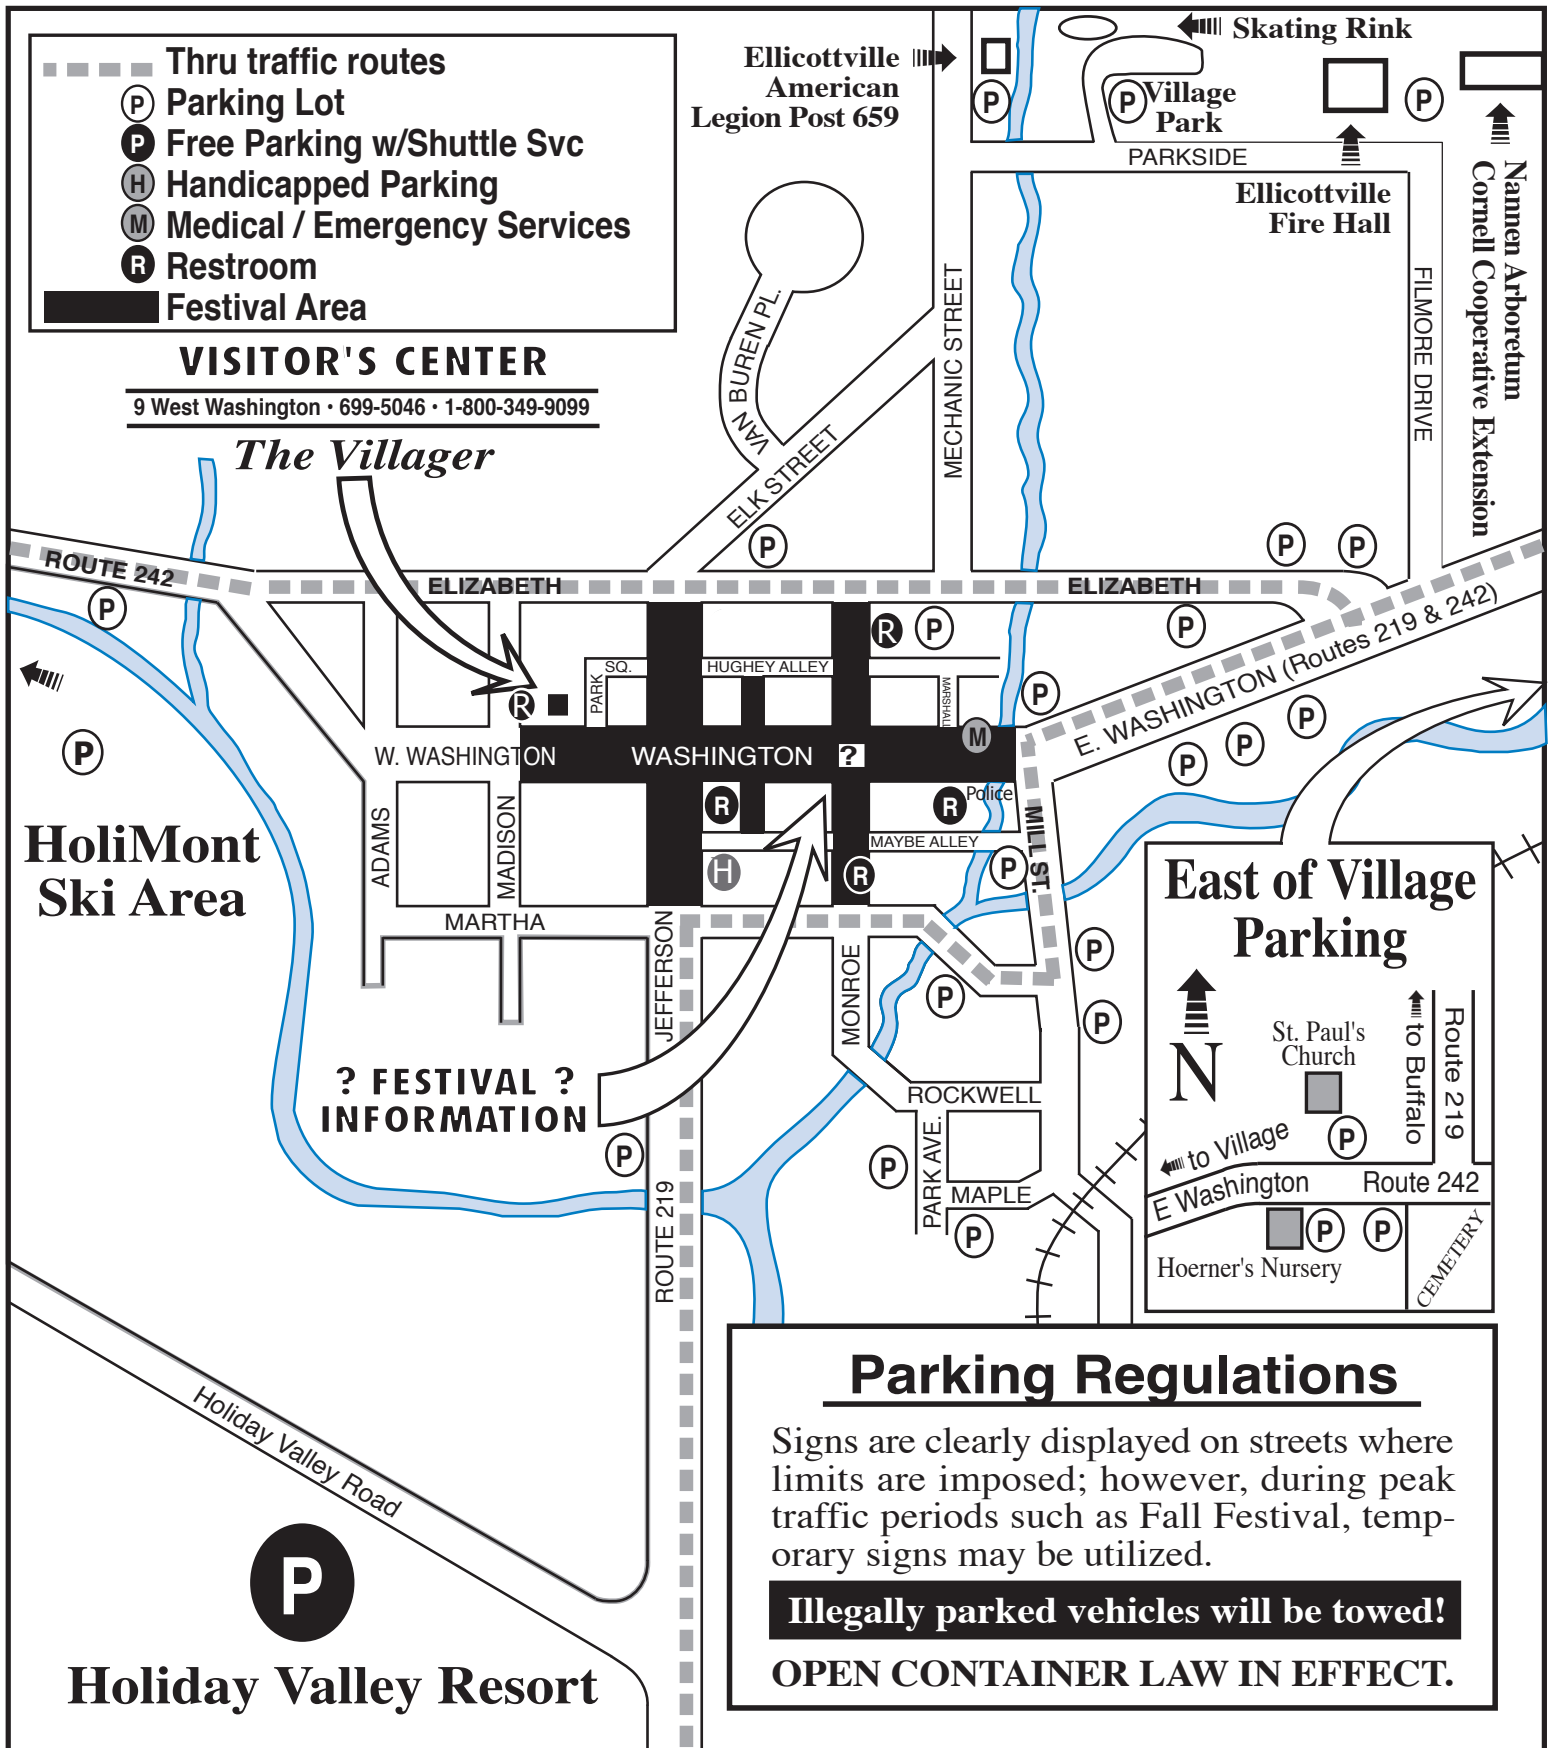 Thru traffic routes
P Parking Lot
P Free Parking w/Shuttle Svc
H Handicapped Parking
M Medical / Emergency Services
R Restroom
Festival Area
VISITOR'S CENTER
9 West Washington • 699-5046 • 1-800-349-9099
The Villager
Ellicottville
American
Legion Post 659
Skating Rink
P
P
Village
Park
P
PARKSIDE
Ellicottville
Fire Hall
Nannen Arboretum
Cornell Cooperative Extension
FILMORE DRIVE
MECHANIC STREET
VAN BUREN PL.
ELK STREET
P
P
P
ROUTE 242
ELIZABETH
ELIZABETH
P
R
P
P
E. WASHINGTON (Routes 219 & 242)
SQ.
PARK
HUGHEY ALLEY
MARSHALL
R
P
P
P
P
P
W. WASHINGTON
WASHINGTON
?
M
HoliMont
Ski Area
ADAMS
MADISON
R
R
Police
MILL ST.
MAYBE ALLEY
H
R
P
MARTHA
JEFFERSON
MONROE
P
P
P
? FESTIVAL ?
INFORMATION
P
ROCKWELL
PARK AVE.
P
MAPLE
P
ROUTE 219
East of Village
Parking
N
St. Paul's
Church
to Buffalo
Route 219
P
to Village
E Washington
Route 242
P
P
Hoerner's Nursery
CEMETERY
Holiday Valley Road
P
Holiday Valley Resort
Parking Regulations
Signs are clearly displayed on streets where
limits are imposed; however, during peak
traffic periods such as Fall Festival, temp-
orary signs may be utilized.
Illegally parked vehicles will be towed!
OPEN CONTAINER LAW IN EFFECT.